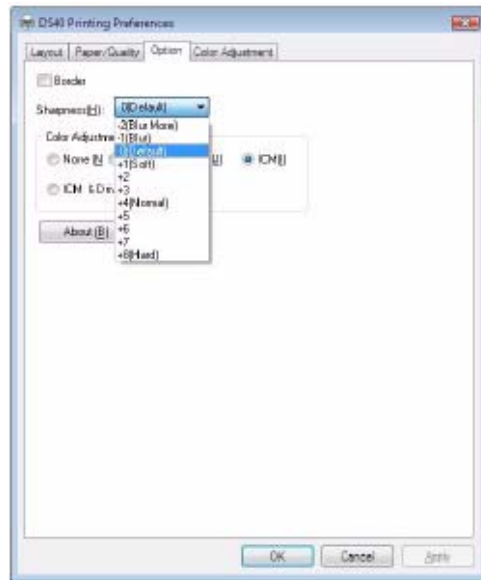 DS40 Printing Preferences
Layout Paper/Quality Option Color Adjustment
Border
Sharpness(H): 0(Default)
-2(Blur More)
-1(Blur)
0(Default)
+1(Soft)
+2
+3
+4(Normal)
+5
+6
+7
+8(Hard)
Color Adjustme
None (N ICM(I)
ICM
About (B)
OK Cancel Apply